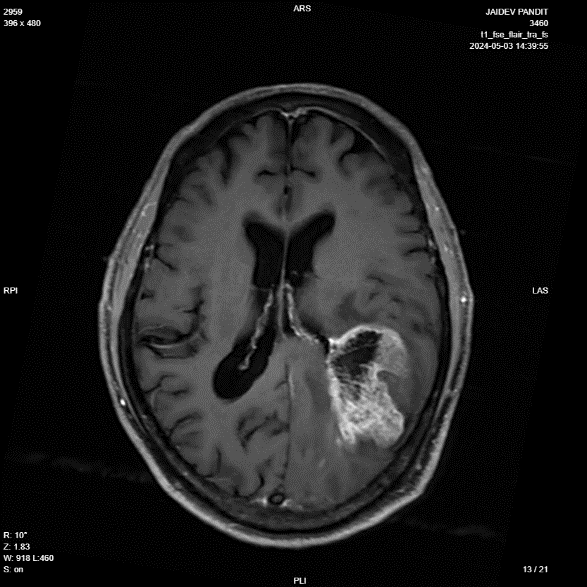 2959
396 x 480
ARS
JAIDEV PANDIT
3460
t1_fse_flair_tra_fs
2024-05-03 14:39:55
RPI
LAS
R: 10°
Z: 1.83
W: 918 L:460
S: on
PLI
13 / 21